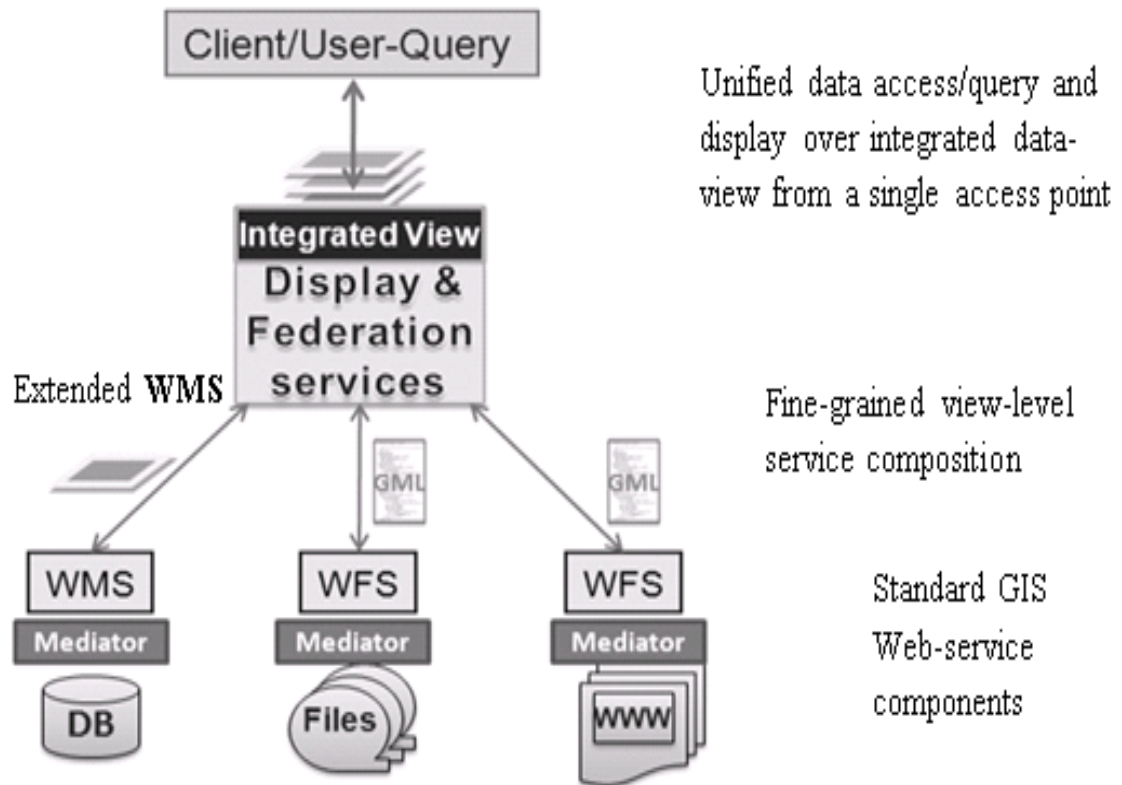 Client/User-Query
Unified data access/query and
display over integrated data-
view from a single access point
Integrated View
Display &
Federation
services
Extended WMS
Fine-grained view-level
service composition
GML
GML
WMS
WFS
WFS
Standard GIS
Web-service
components
Mediator
Mediator
Mediator
DB
Files
WWW